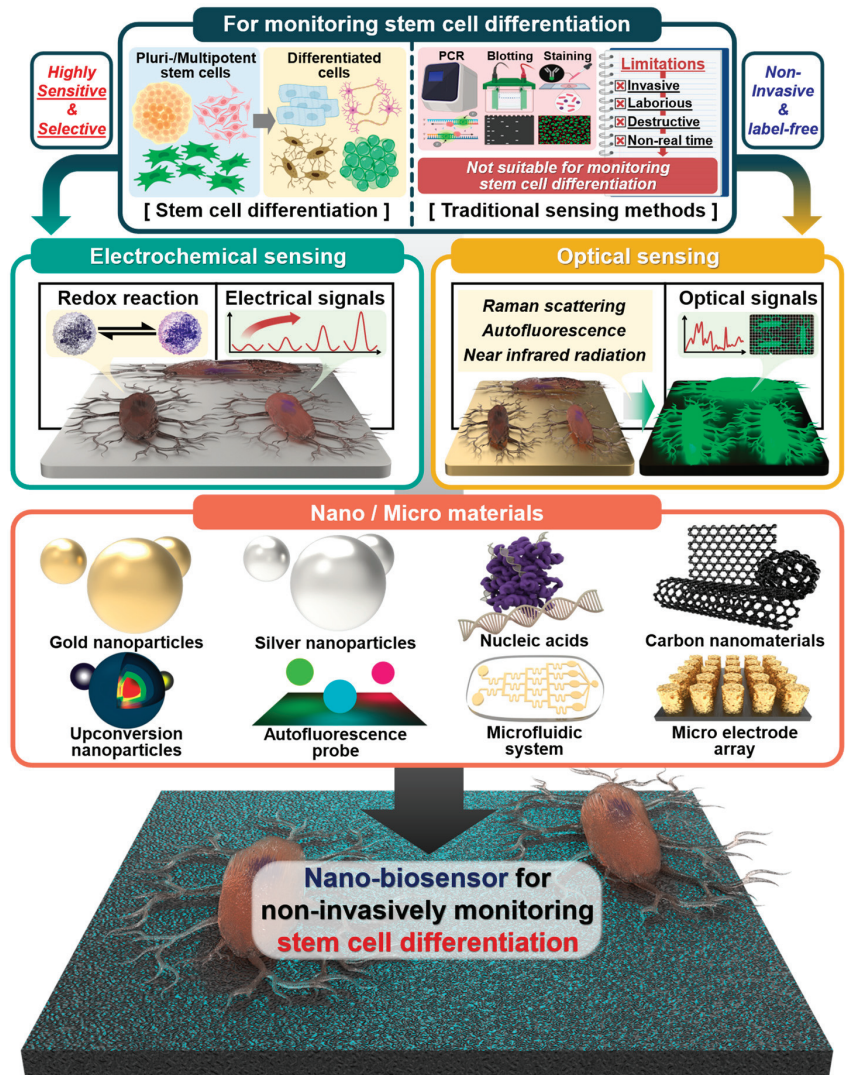 For monitoring stem cell differentiation
Highly
Sensitive
&
Selective
Pluri-/Multipotent
stem cells
Differentiated
cells
[ Stem cell differentiation ]
PCR
Blotting
Staining
Limitations
Invasive
Laborious
Destructive
Non-real time
Not suitable for monitoring
stem cell differentiation
[ Traditional sensing methods ]
Non-
Invasive
&
label-free
Electrochemical sensing
Redox reaction
Electrical signals
Optical sensing
Raman scattering
Autofluorescence
Near infrared radiation
Optical signals
Nano / Micro materials
Gold nanoparticles
Silver nanoparticles
Nucleic acids
Carbon nanomaterials
Upconversion
nanoparticles
Autofluorescence
probe
Microfluidic
system
Micro electrode
array
Nano-biosensor for
non-invasively monitoring
stem cell differentiation